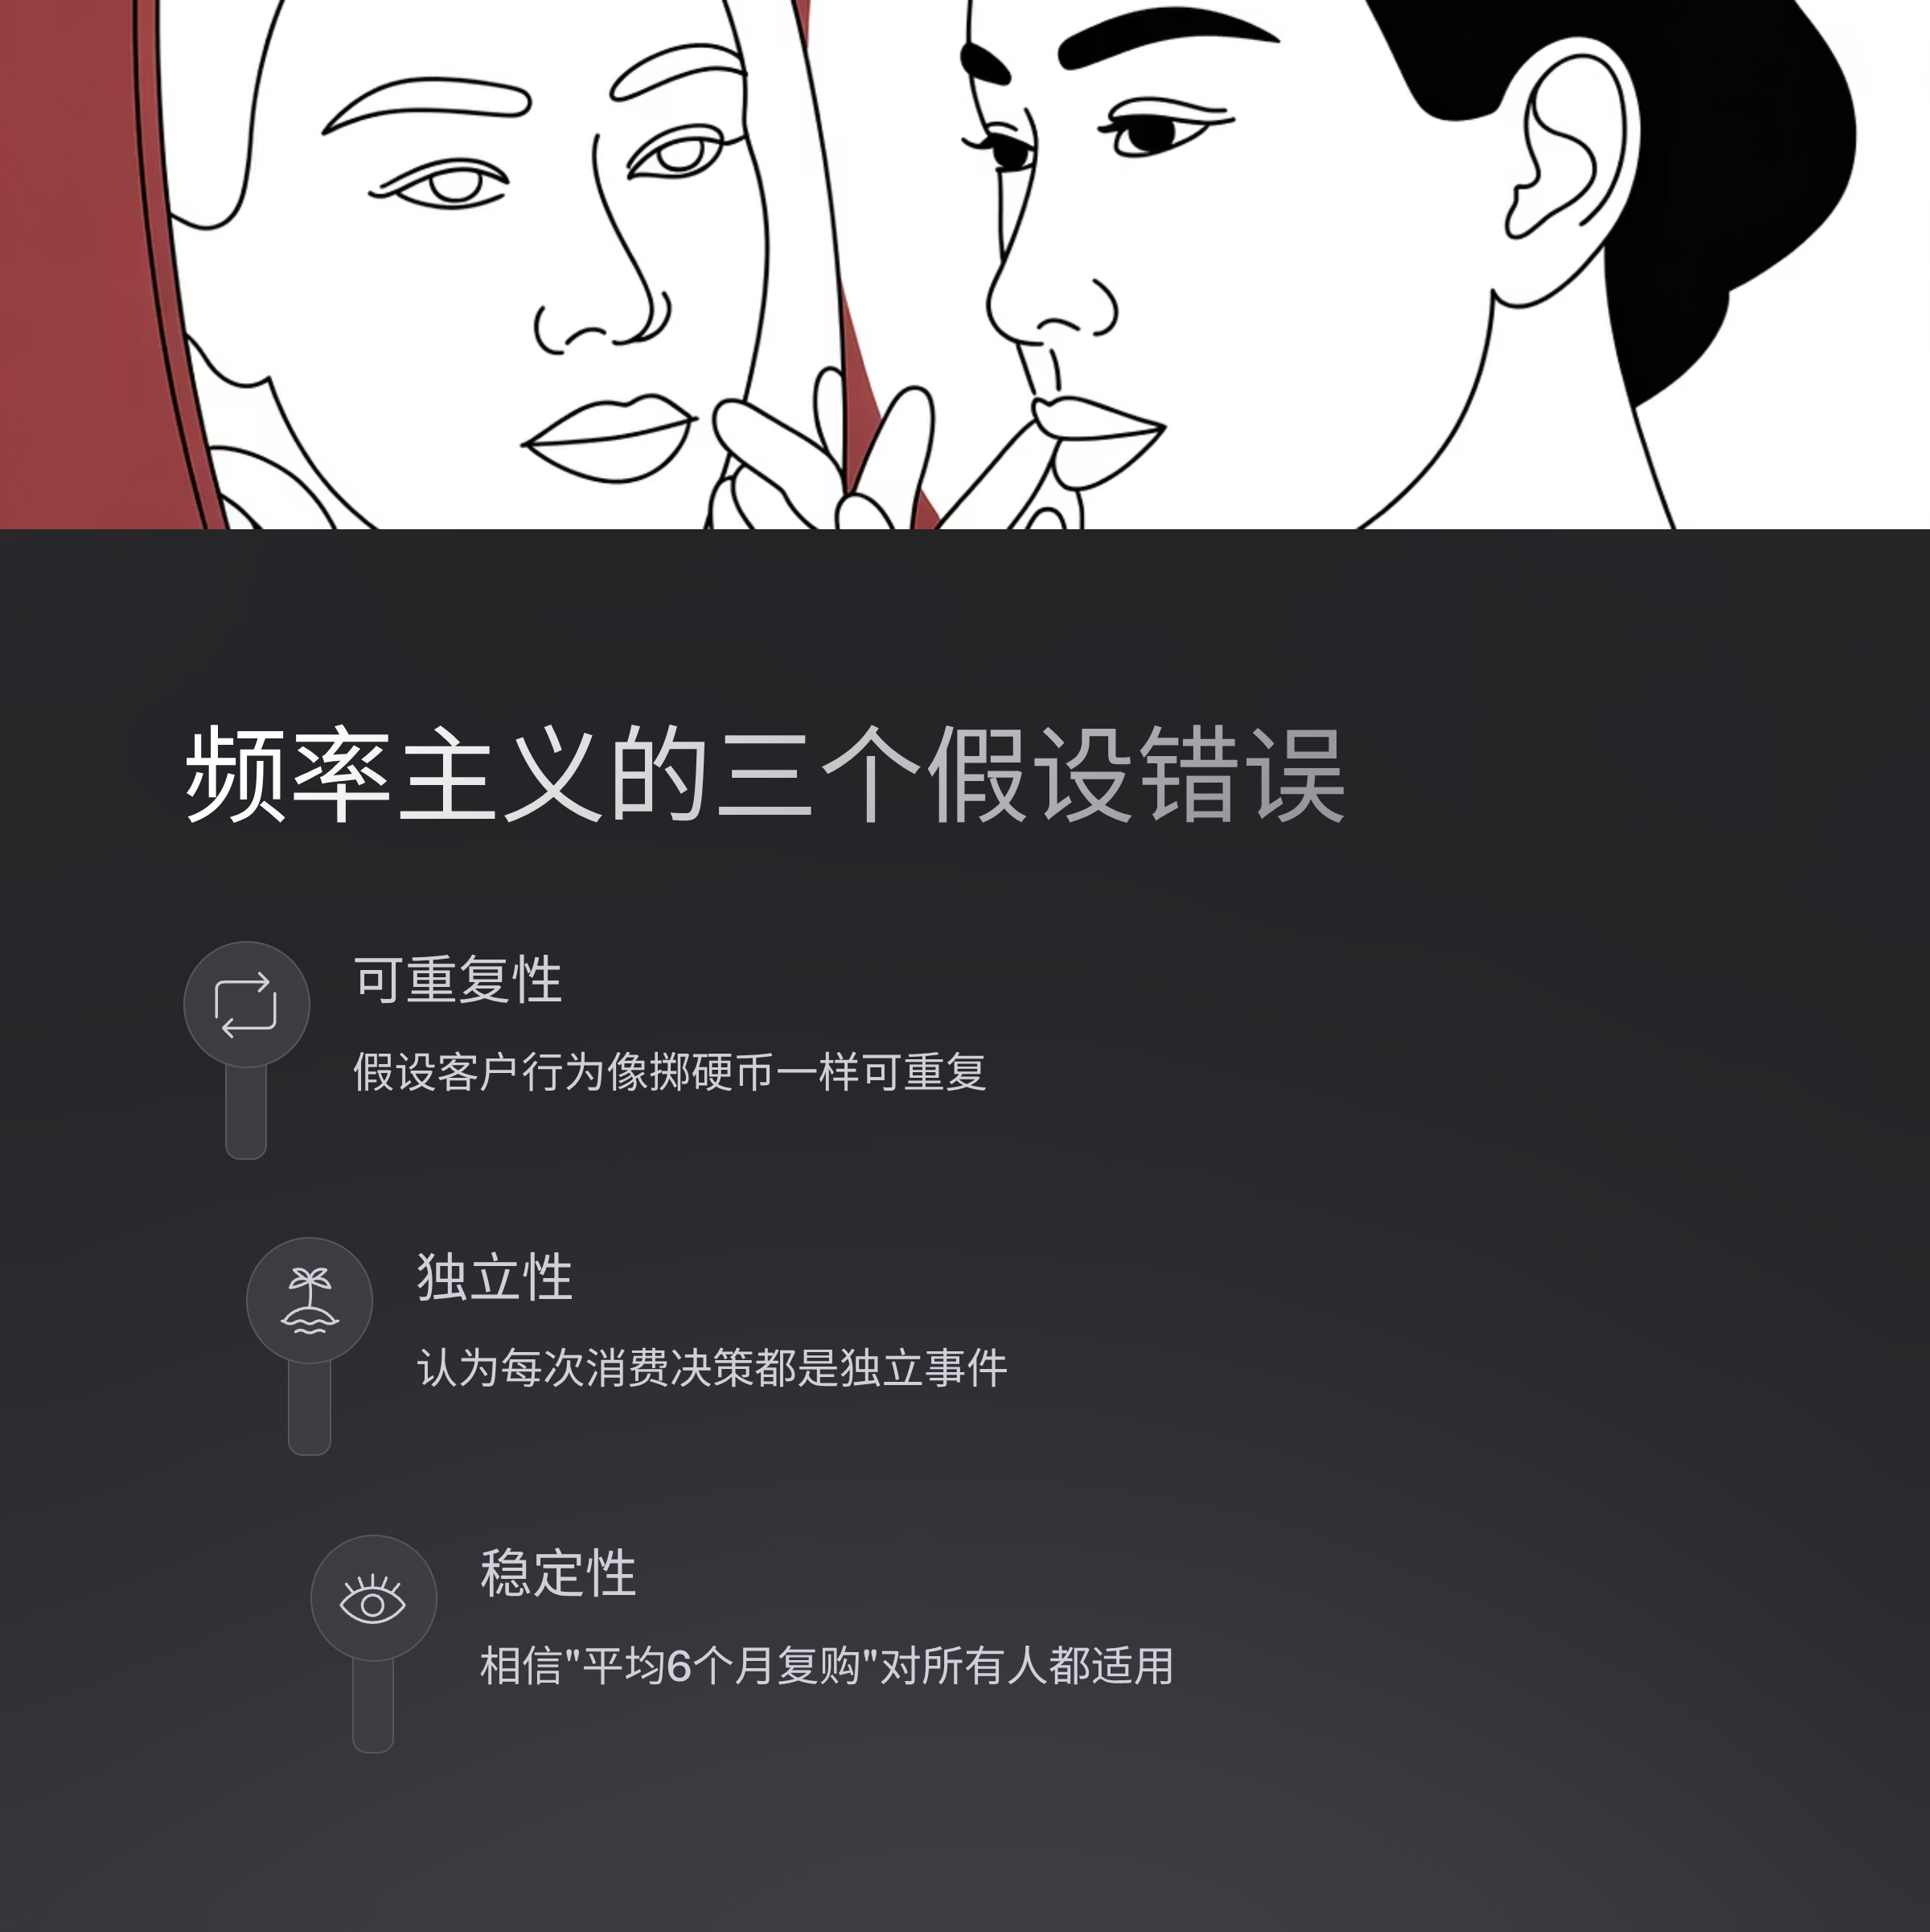 频率主义的三个假设错误
可重复性
假设客户行为像掷硬币一样可重复
独立性
认为每次消费决策都是独立事件
稳定性
相信"平均6个月复购"对所有人都适用